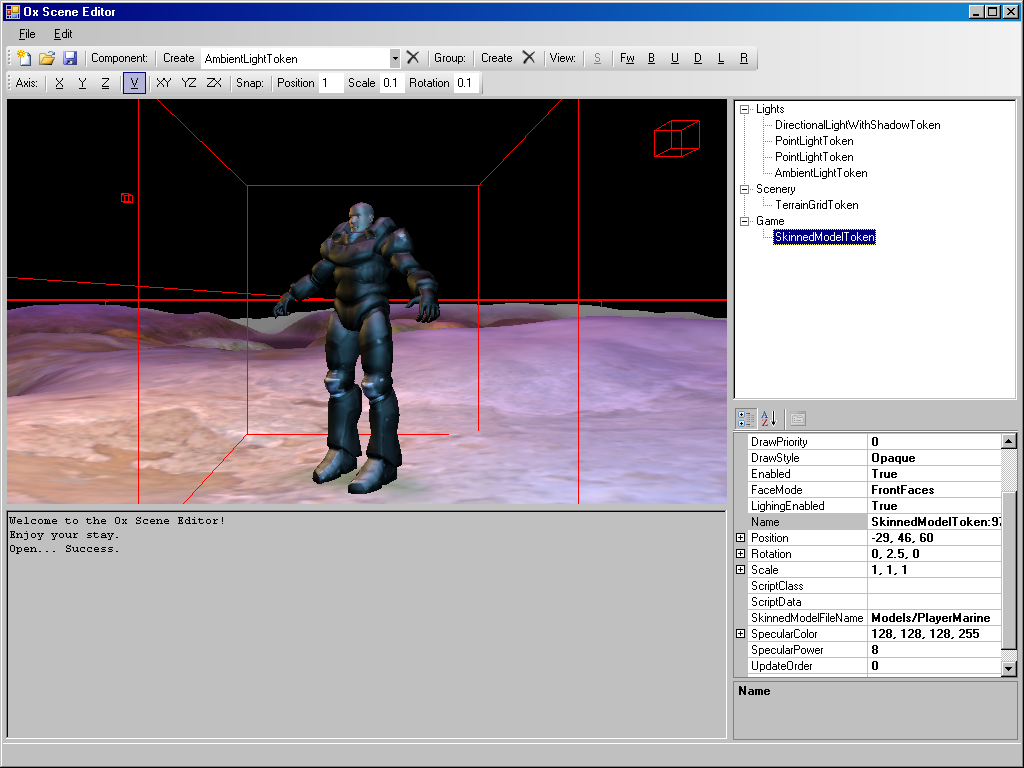 Ox Scene Editor
File Edit
Component: Create AmbientLightToken Group: Create View: S Fw B U D L R
Axis: X Y Z V XY YZ ZX Snap: Position 1 Scale 0.1 Rotation 0.1
Lights
DirectionalLightWithShadowToken
PointLightToken
PointLightToken
AmbientLightToken
Scenery
TerrainGridToken
Game
SkinnedModelToken
DrawPriority 0
DrawStyle Opaque
Enabled True
FaceMode FrontFaces
LighingEnabled True
Name SkinnedModelToken:97
Position -29, 46, 60
Rotation 0, 2.5, 0
Scale 1, 1, 1
ScriptClass
ScriptData
SkinnedModelFileName Models/PlayerMarine
SpecularColor 128, 128, 128, 255
SpecularPower 8
UpdateOrder 0
Name
Welcome to the Ox Scene Editor!
Enjoy your stay.
Open... Success.